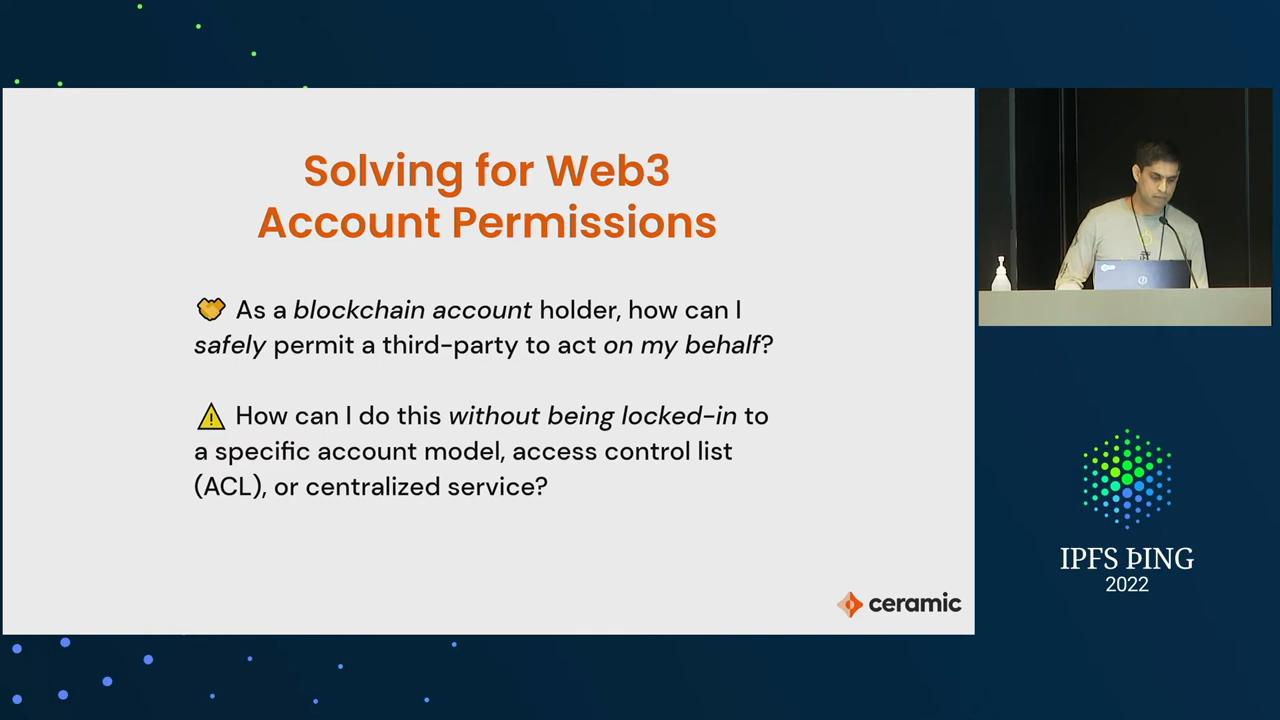 Solving for Web3
Account Permissions
As a blockchain account holder, how can I
safely permit a third-party to act on my behalf?
How can I do this without being locked-in to
a specific account model, access control list
(ACL), or centralized service?
ceramic
IPFS ÞING
2022